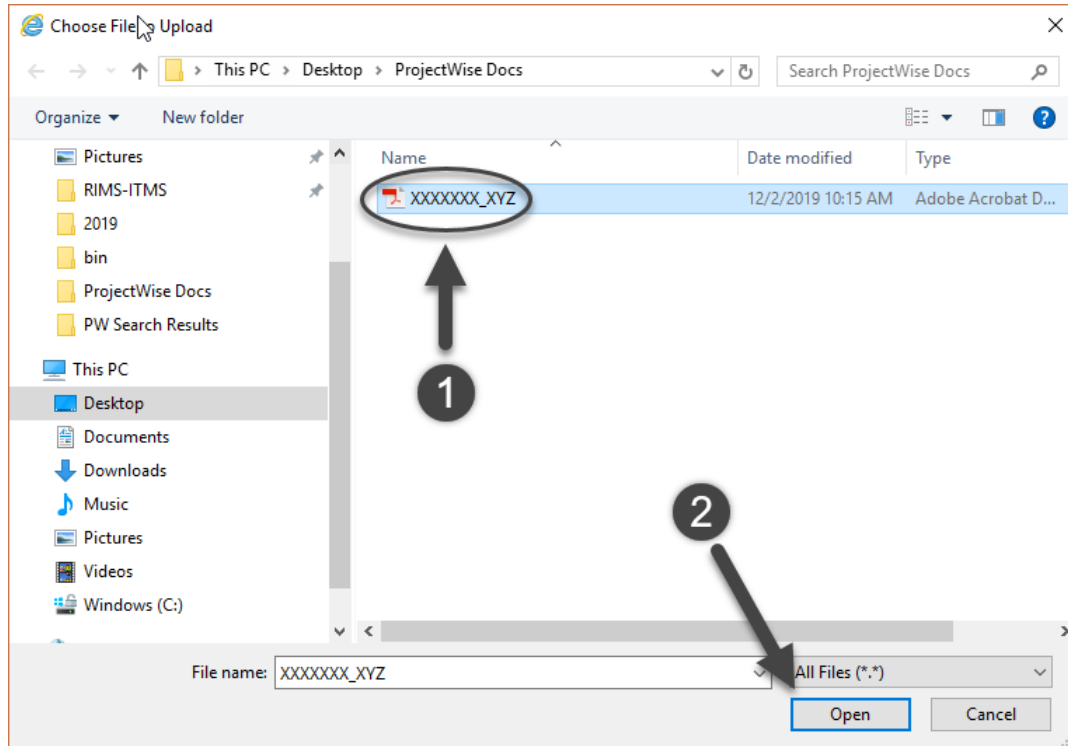 Choose File to Upload
This PC > Desktop > ProjectWise Docs
Search ProjectWise Docs
Organize
New folder
Pictures
RIMS-ITMS
2019
bin
ProjectWise Docs
PW Search Results
This PC
Desktop
Documents
Downloads
Music
Pictures
Videos
Windows (C:)
Name
Date modified
Type
XXXXXXX_XYZ
12/2/2019 10:15 AM
Adobe Acrobat D...
1
2
File name:
XXXXXXX_XYZ
All Files (*.*)
Open
Cancel